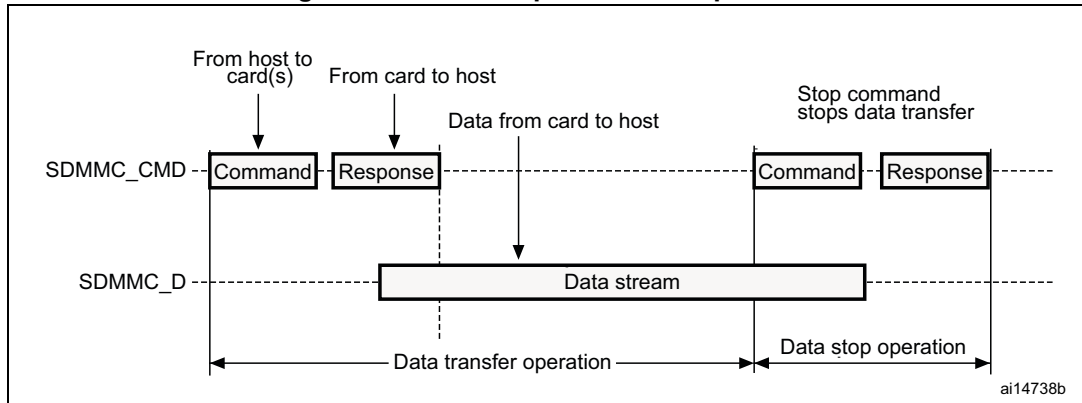 From host to
card(s)
From card to host
Stop command
stops data transfer
Data from card to host
SDMMC_CMD
Command
Response
Command
Response
SDMMC_D
Data stream
Data transfer operation
Data stop operation
ai14738b